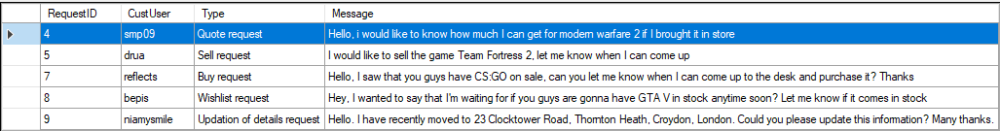 RequestID CustUser Type Message
4 smp09 Quote request Hello, i would like to know how much I can get for modern warfare 2 if I brought it in store
5 drua Sell request I would like to sell the game Team Fortress 2, let me know when I can come up
7 reflects Buy request Hello, I saw that you guys have CS:GO on sale, can you let me know when I can come up to the desk and purchase it? Thanks
8 bepis Wishlist request Hey, I wanted to say that I'm waiting for if you guys are gonna have GTA V in stock anytime soon? Let me know if it comes in stock
9 niamysmile Updation of details request Hello. I have recently moved to 23 Clocktower Road, Thornton Heath, Croydon, London. Could you please update this information? Many thanks.